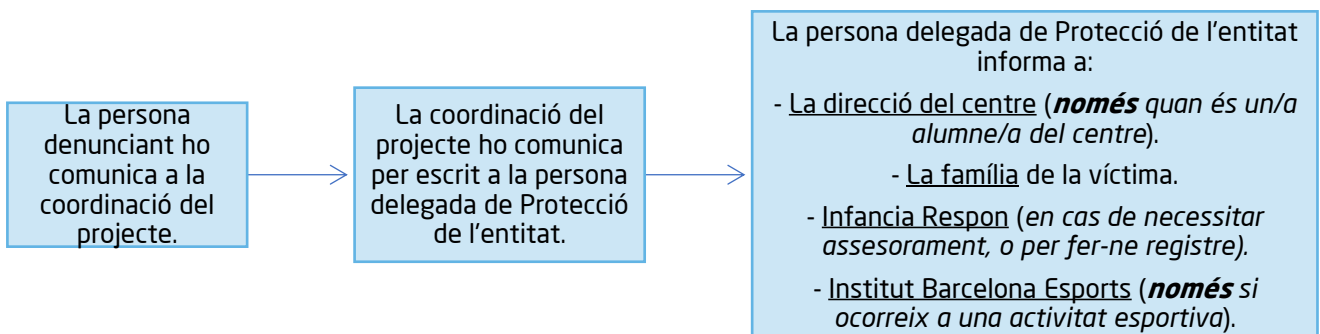 La persona
denunciant ho
comunica a la
coordinació del
projecte.
La coordinació del
projecte ho comunica
per escrit a la persona
delegada de Protecció
de l'entitat.
La persona delegada de Protecció de l'entitat
informa a:
- La direcció del centre (només quan és un/a
alumne/a del centre).
- La família de la víctima.
- Infancia Respon (en cas de necessitar
assesorament, o per fer-ne registre).
- Institut Barcelona Esports (només si
ocorreix a una activitat esportiva).